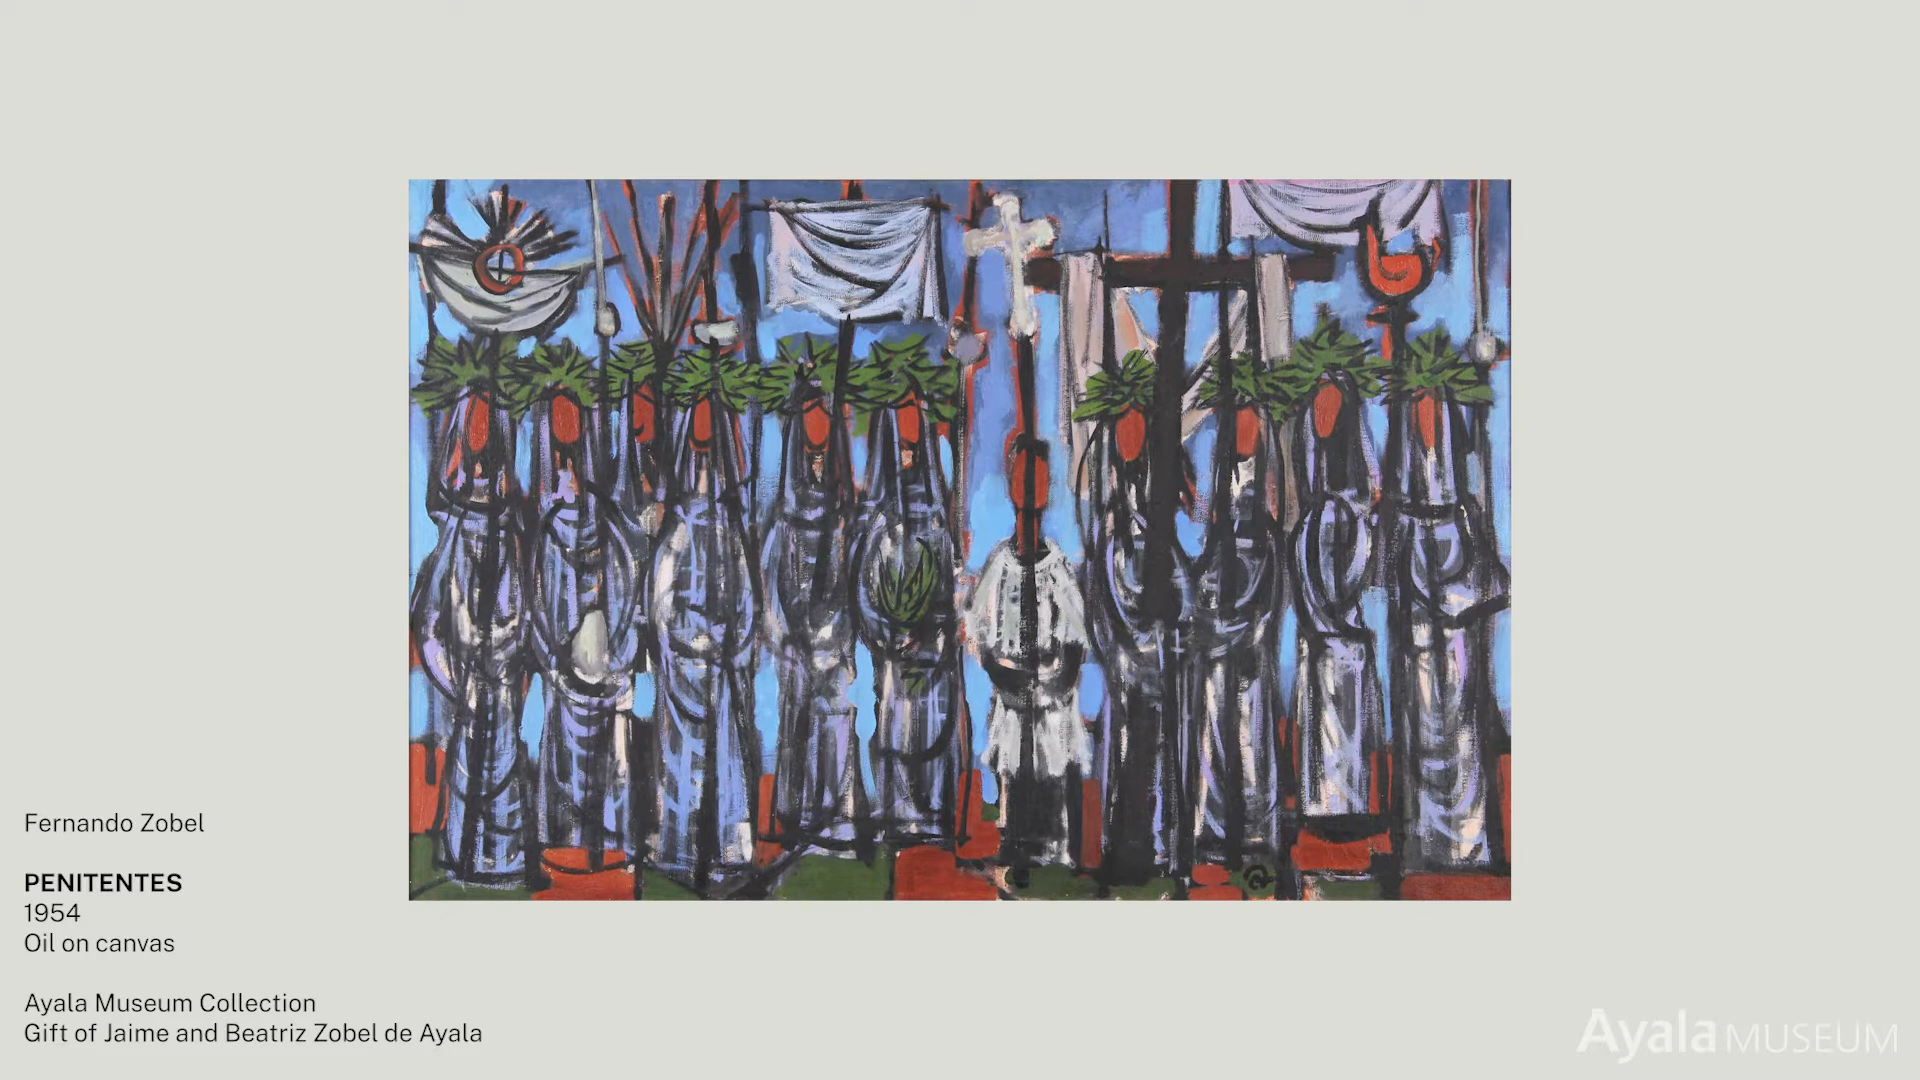 Fernando Zobel
PENITENTES
1954
Oil on canvas
Ayala Museum Collection
Gift of Jaime and Beatriz Zobel de Ayala
Ayala MUSEUM